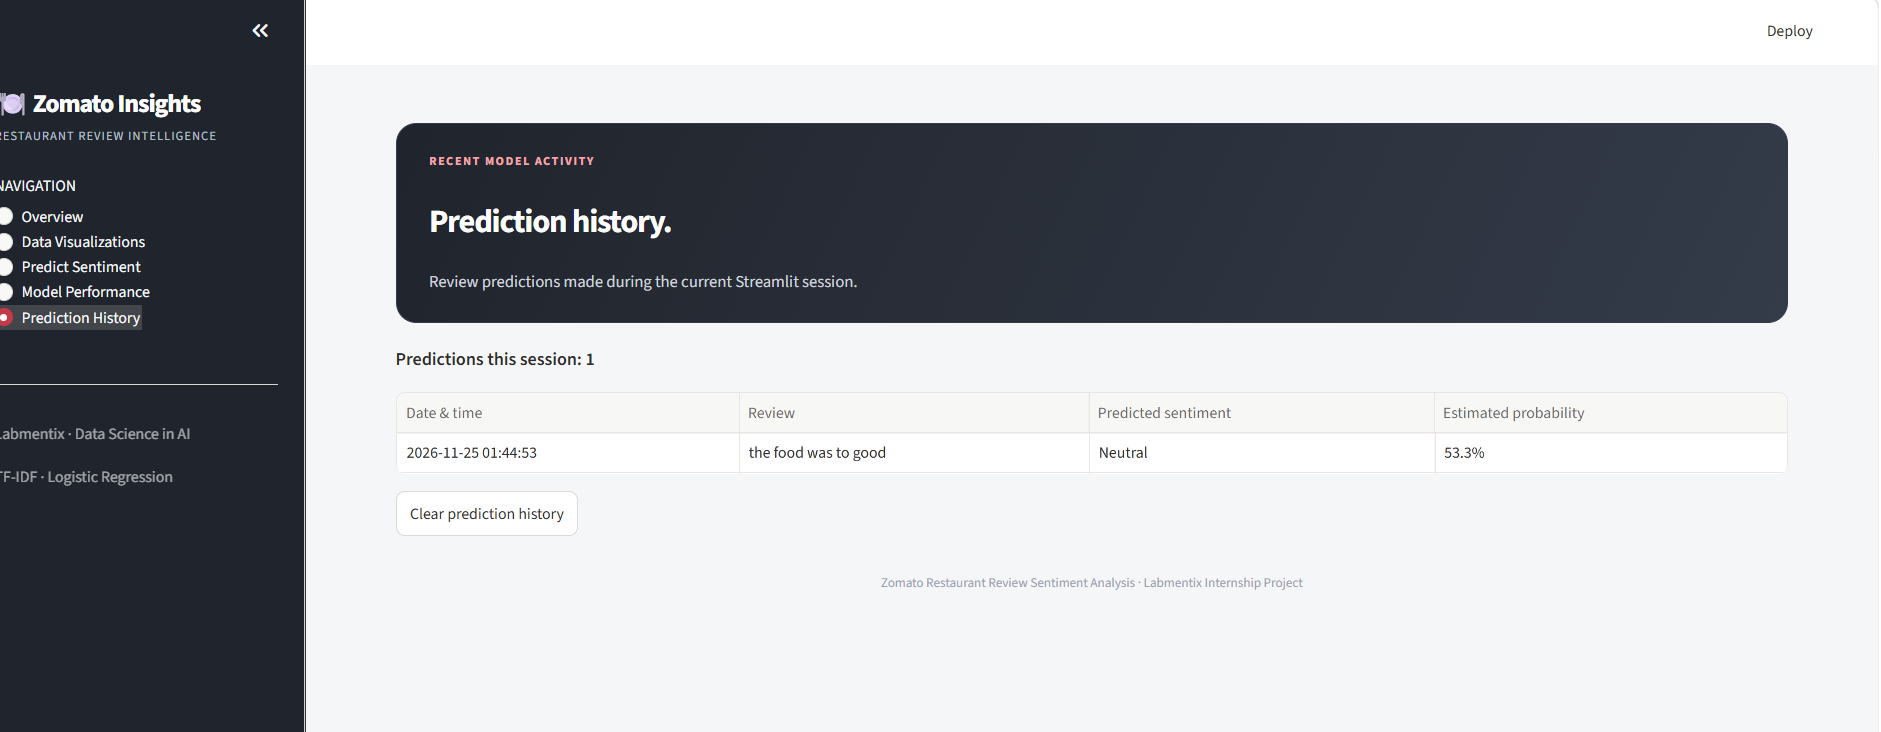 Deploy
Zomato Insights
RESTAURANT REVIEW INTELLIGENCE
NAVIGATION
Overview
Data Visualizations
Predict Sentiment
Model Performance
Prediction History
Labmentix · Data Science in AI
TF-IDF · Logistic Regression
RECENT MODEL ACTIVITY
Prediction history.
Review predictions made during the current Streamlit session.
Predictions this session: 1
Date & time Review Predicted sentiment Estimated probability
2026-11-25 01:44:53 the food was to good Neutral 53.3%
Clear prediction history
Zomato Restaurant Review Sentiment Analysis · Labmentix Internship Project